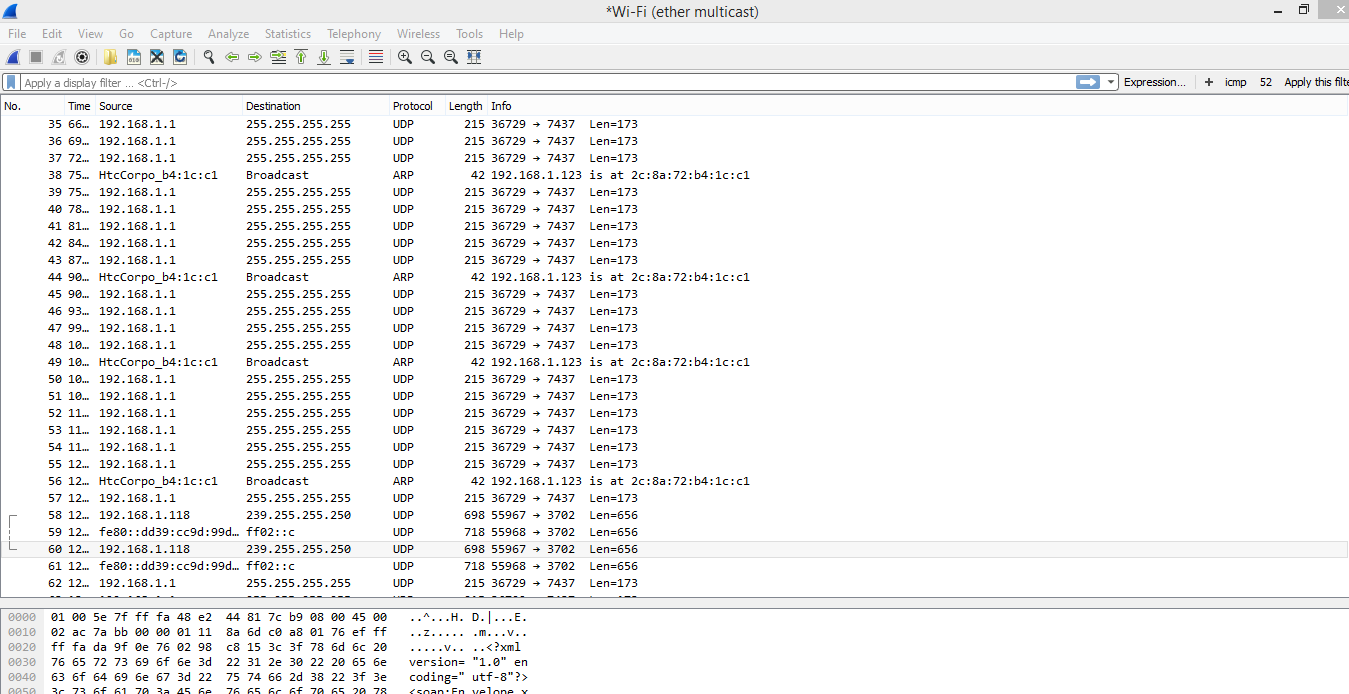 *Wi-Fi (ether multicast)
File Edit View Go Capture Analyze Statistics Telephony Wireless Tools Help
Apply a display filter ... <Ctrl-/> Expression... + icmp 52 Apply this filte
No. Time Source Destination Protocol Length Info
35 66… 192.168.1.1 255.255.255.255 UDP 215 36729 → 7437 Len=173
36 69… 192.168.1.1 255.255.255.255 UDP 215 36729 → 7437 Len=173
37 72… 192.168.1.1 255.255.255.255 UDP 215 36729 → 7437 Len=173
38 75… HtcCorpo_b4:1c:c1 Broadcast ARP 42 192.168.1.123 is at 2c:8a:72:b4:1c:c1
39 75… 192.168.1.1 255.255.255.255 UDP 215 36729 → 7437 Len=173
40 78… 192.168.1.1 255.255.255.255 UDP 215 36729 → 7437 Len=173
41 81… 192.168.1.1 255.255.255.255 UDP 215 36729 → 7437 Len=173
42 84… 192.168.1.1 255.255.255.255 UDP 215 36729 → 7437 Len=173
43 87… 192.168.1.1 255.255.255.255 UDP 215 36729 → 7437 Len=173
44 90… HtcCorpo_b4:1c:c1 Broadcast ARP 42 192.168.1.123 is at 2c:8a:72:b4:1c:c1
45 90… 192.168.1.1 255.255.255.255 UDP 215 36729 → 7437 Len=173
46 93… 192.168.1.1 255.255.255.255 UDP 215 36729 → 7437 Len=173
47 99… 192.168.1.1 255.255.255.255 UDP 215 36729 → 7437 Len=173
48 10… 192.168.1.1 255.255.255.255 UDP 215 36729 → 7437 Len=173
49 10… HtcCorpo_b4:1c:c1 Broadcast ARP 42 192.168.1.123 is at 2c:8a:72:b4:1c:c1
50 10… 192.168.1.1 255.255.255.255 UDP 215 36729 → 7437 Len=173
51 10… 192.168.1.1 255.255.255.255 UDP 215 36729 → 7437 Len=173
52 11… 192.168.1.1 255.255.255.255 UDP 215 36729 → 7437 Len=173
53 11… 192.168.1.1 255.255.255.255 UDP 215 36729 → 7437 Len=173
54 11… 192.168.1.1 255.255.255.255 UDP 215 36729 → 7437 Len=173
55 12… 192.168.1.1 255.255.255.255 UDP 215 36729 → 7437 Len=173
56 12… HtcCorpo_b4:1c:c1 Broadcast ARP 42 192.168.1.123 is at 2c:8a:72:b4:1c:c1
57 12… 192.168.1.1 255.255.255.255 UDP 215 36729 → 7437 Len=173
58 12… 192.168.1.118 239.255.255.250 UDP 698 55967 → 3702 Len=656
59 12… fe80::dd39:cc9d:99d… ff02::c UDP 718 55968 → 3702 Len=656
60 12… 192.168.1.118 239.255.255.250 UDP 698 55967 → 3702 Len=656
61 12… fe80::dd39:cc9d:99d… ff02::c UDP 718 55968 → 3702 Len=656
62 12… 192.168.1.1 255.255.255.255 UDP 215 36729 → 7437 Len=173
0000 01 00 5e 7f ff fa 48 e2 44 81 7c b9 08 00 45 00 ..^...H. D.|...E.
0010 02 ac 7a bb 00 00 01 11 8a 6d c0 a8 01 76 ef ff ..z..... .m...v..
0020 ff fa da 9f 0e 76 02 98 c8 15 3c 3f 78 6d 6c 20 .....v.. ..<?xml
0030 76 65 72 73 69 6f 6e 3d 22 31 2e 30 22 20 65 6e version= "1.0" en
0040 63 6f 64 69 6e 67 3d 22 75 74 66 2d 38 22 3f 3e coding=" utf-8"?>
0050 3c 73 6f 61 70 3a 45 6e 76 65 6c 6f 70 65 20 78 <soap:En velope x